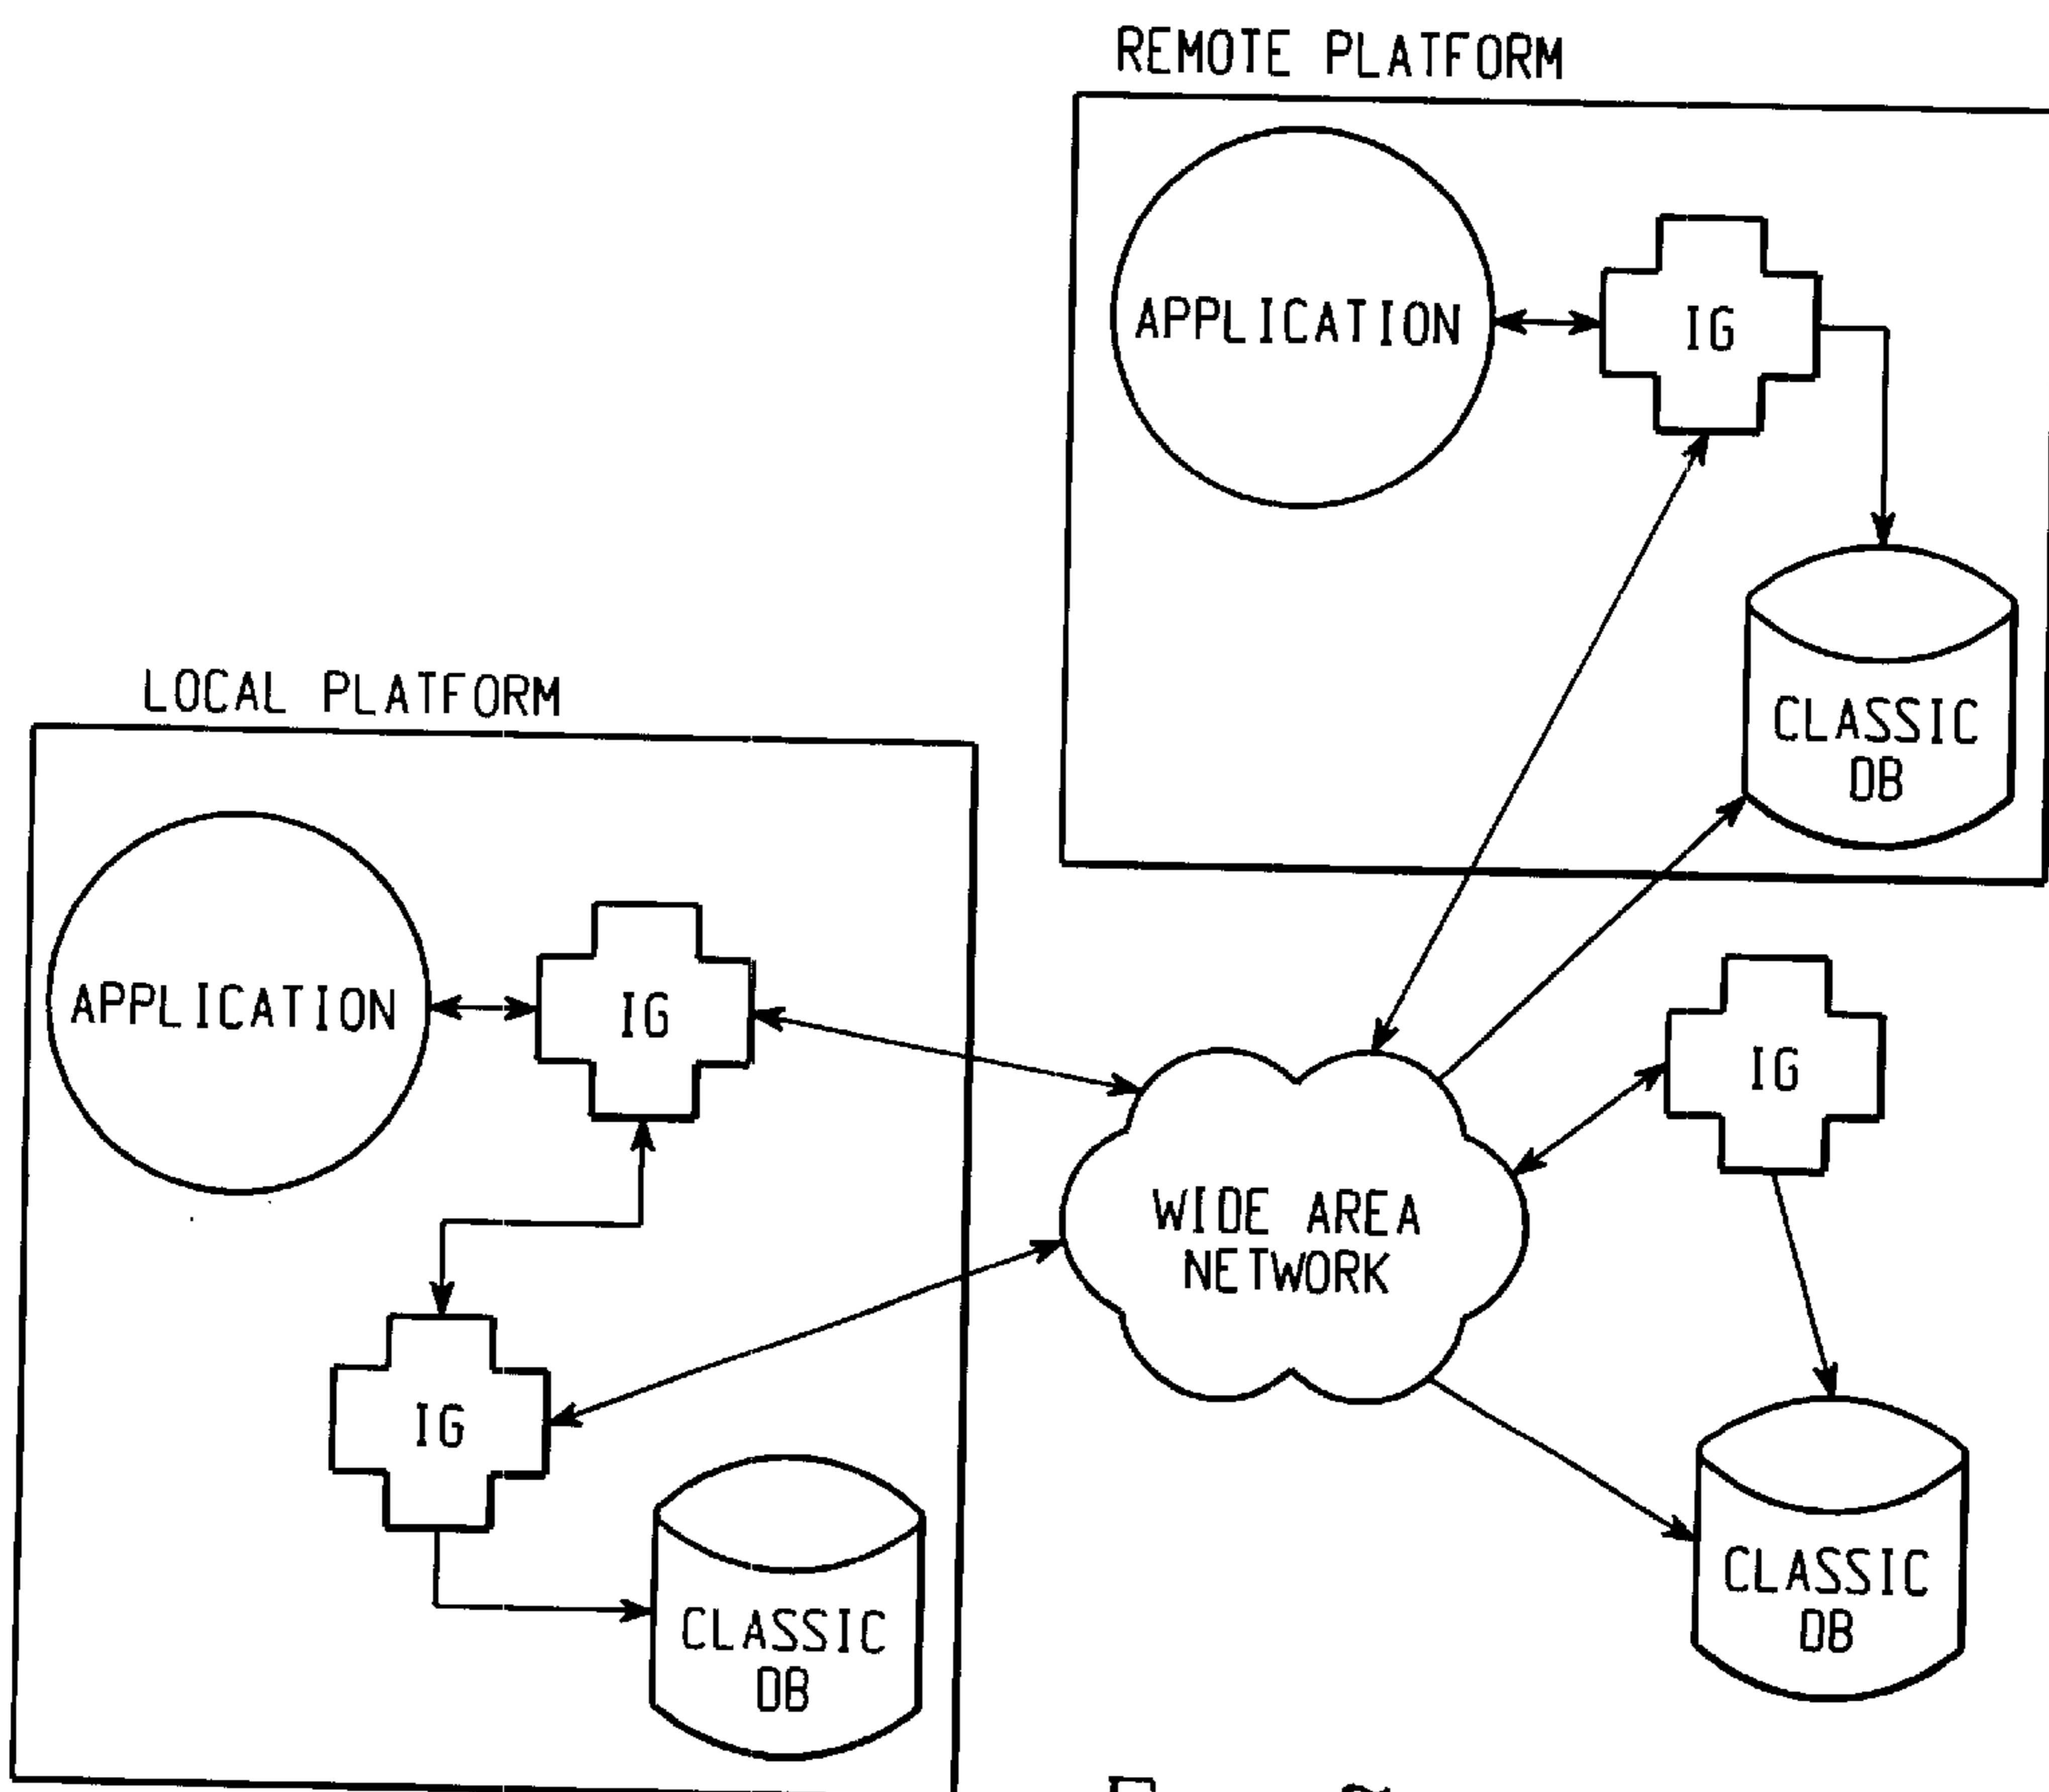 REMOTE PLATFORM
APPLICATION
IG
CLASSIC
DB
LOCAL PLATFORM
APPLICATION
IG
IG
CLASSIC
DB
WIDE AREA
NETWORK
IG
CLASSIC
DB